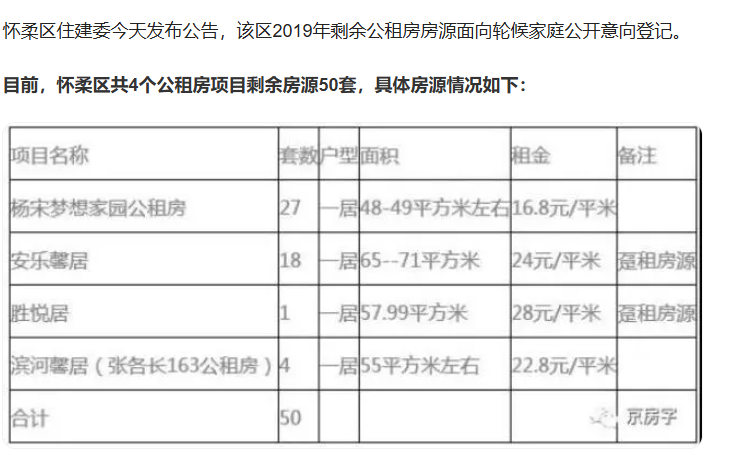 怀柔区住建委今天发布公告，该区2019年剩余公租房房源面向轮候家庭公开意向登记。
目前，怀柔区共4个公租房项目剩余房源50套，具体房源情况如下：
项目名称 套数 户型 面积 租金 备注
杨宋梦想家园公租房 27 一居 48-49平方米左右 16.8元/平米
安乐馨居 18 一居 65--71平方米 24元/平米 趸租房源
胜悦居 1 一居 57.99平方米 28元/平米 趸租房源
滨河馨居（张各长163公租房）4 一居 55平方米左右 22.8元/平米
合计 50
京房字